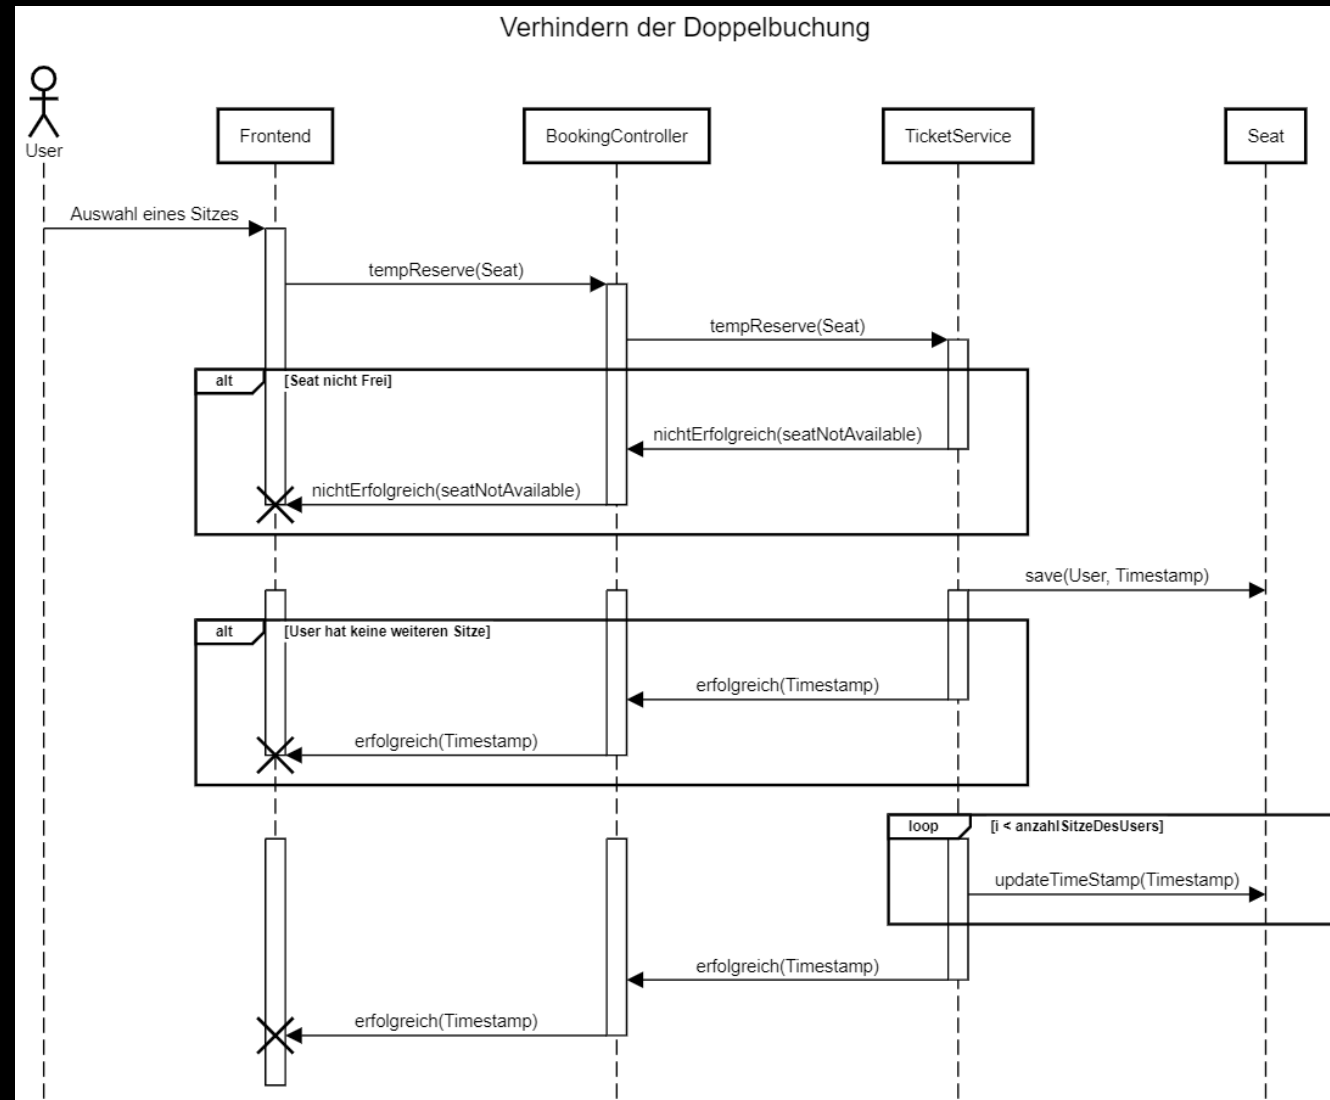 Verhindern der Doppelbuchung
User
Frontend
BookingController
TicketService
Seat
Auswahl eines Sitzes
tempReserve(Seat)
tempReserve(Seat)
alt
[Seat nicht Frei]
nichtErfolgreich(seatNotAvailable)
nichtErfolgreich(seatNotAvailable)
save(User, Timestamp)
alt
[User hat keine weiteren Sitze]
erfolgreich(Timestamp)
erfolgreich(Timestamp)
loop
[i < anzahlSitzeDesUsers]
updateTimeStamp(Timestamp)
erfolgreich(Timestamp)
erfolgreich(Timestamp)